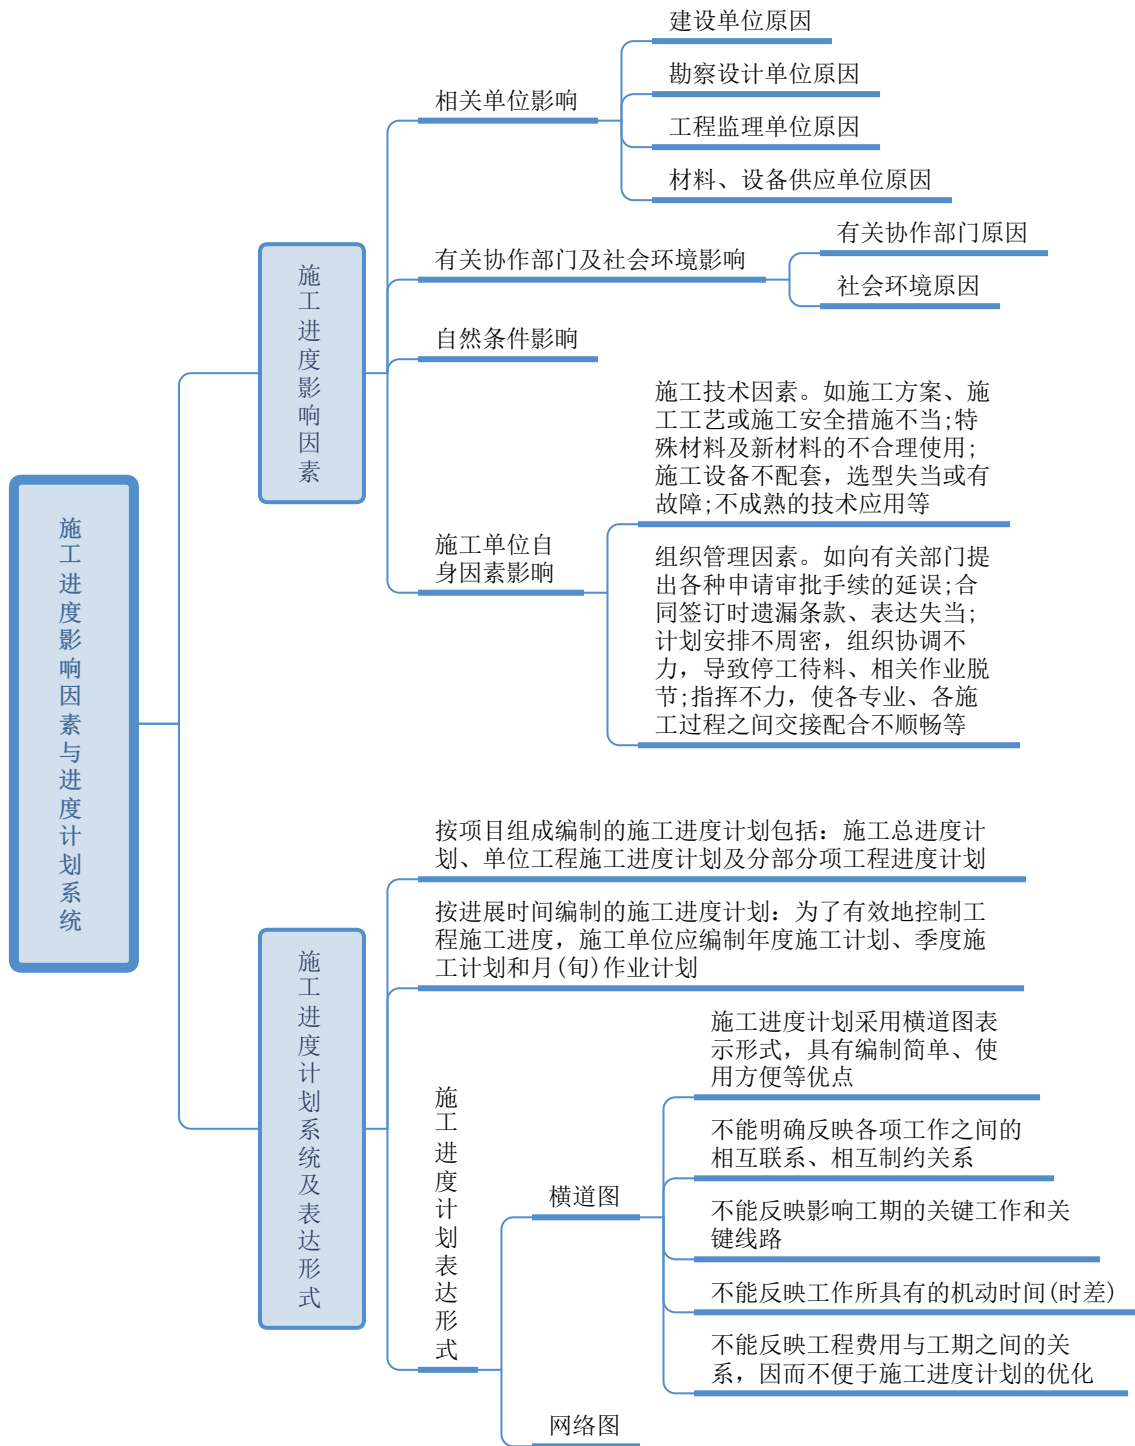 施工进度影响因素与进度计划系统
施工进度影响因素
相关单位影响
建设单位原因
勘察设计单位原因
工程监理单位原因
材料、设备供应单位原因
有关协作部门及社会环境影响
有关协作部门原因
社会环境原因
自然条件影响
施工单位自
身因素影响
施工技术因素。如施工方案、施
工工艺或施工安全措施不当;特
殊材料及新材料的不合理使用;
施工设备不配套，选型失当或有
故障;不成熟的技术应用等
组织管理因素。如向有关部门提
出各种申请审批手续的延误;合
同签订时遗漏条款、表达失当;
计划安排不周密，组织协调不
力，导致停工待料、相关作业脱
节;指挥不力，使各专业、各施
工过程之间交接配合不顺畅等
施工进度计划系统及表达形式
按项目组成编制的施工进度计划包括：施工总进度计
划、单位工程施工进度计划及分部分项工程进度计划
按进展时间编制的施工进度计划：为了有效地控制工
程施工进度，施工单位应编制年度施工计划、季度施
工计划和月(旬)作业计划
施工进度计划表达形式
横道图
施工进度计划采用横道图表
示形式，具有编制简单、使
用方便等优点
不能明确反映各项工作之间的
相互联系、相互制约关系
不能反映影响工期的关键工作和关
键线路
不能反映工作所具有的机动时间(时差)
不能反映工程费用与工期之间的关
系，因而不便于施工进度计划的优化
网络图